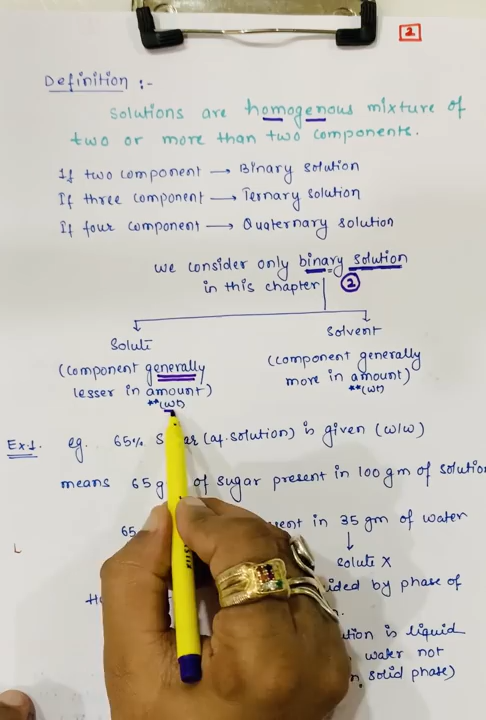 2
Definition :-
Solutions are homogenous mixture of
two or more than two components.
If two component → Binary solution
If three component → Ternary solution
If four component → Quaternary solution
we consider only binary solution
in this chapter 2
Solute
(component generally
lesser in amount)
**(wt)
Solvent
(component generally
more in amount)
**(wt)
Ex.1. eg. 65% (aq. solution) is given (w/w)
means 65 of sugar present in 100 gm of solution
65 in 35 gm of water
solute X
by phase of
is liquid
water not
solid phase)